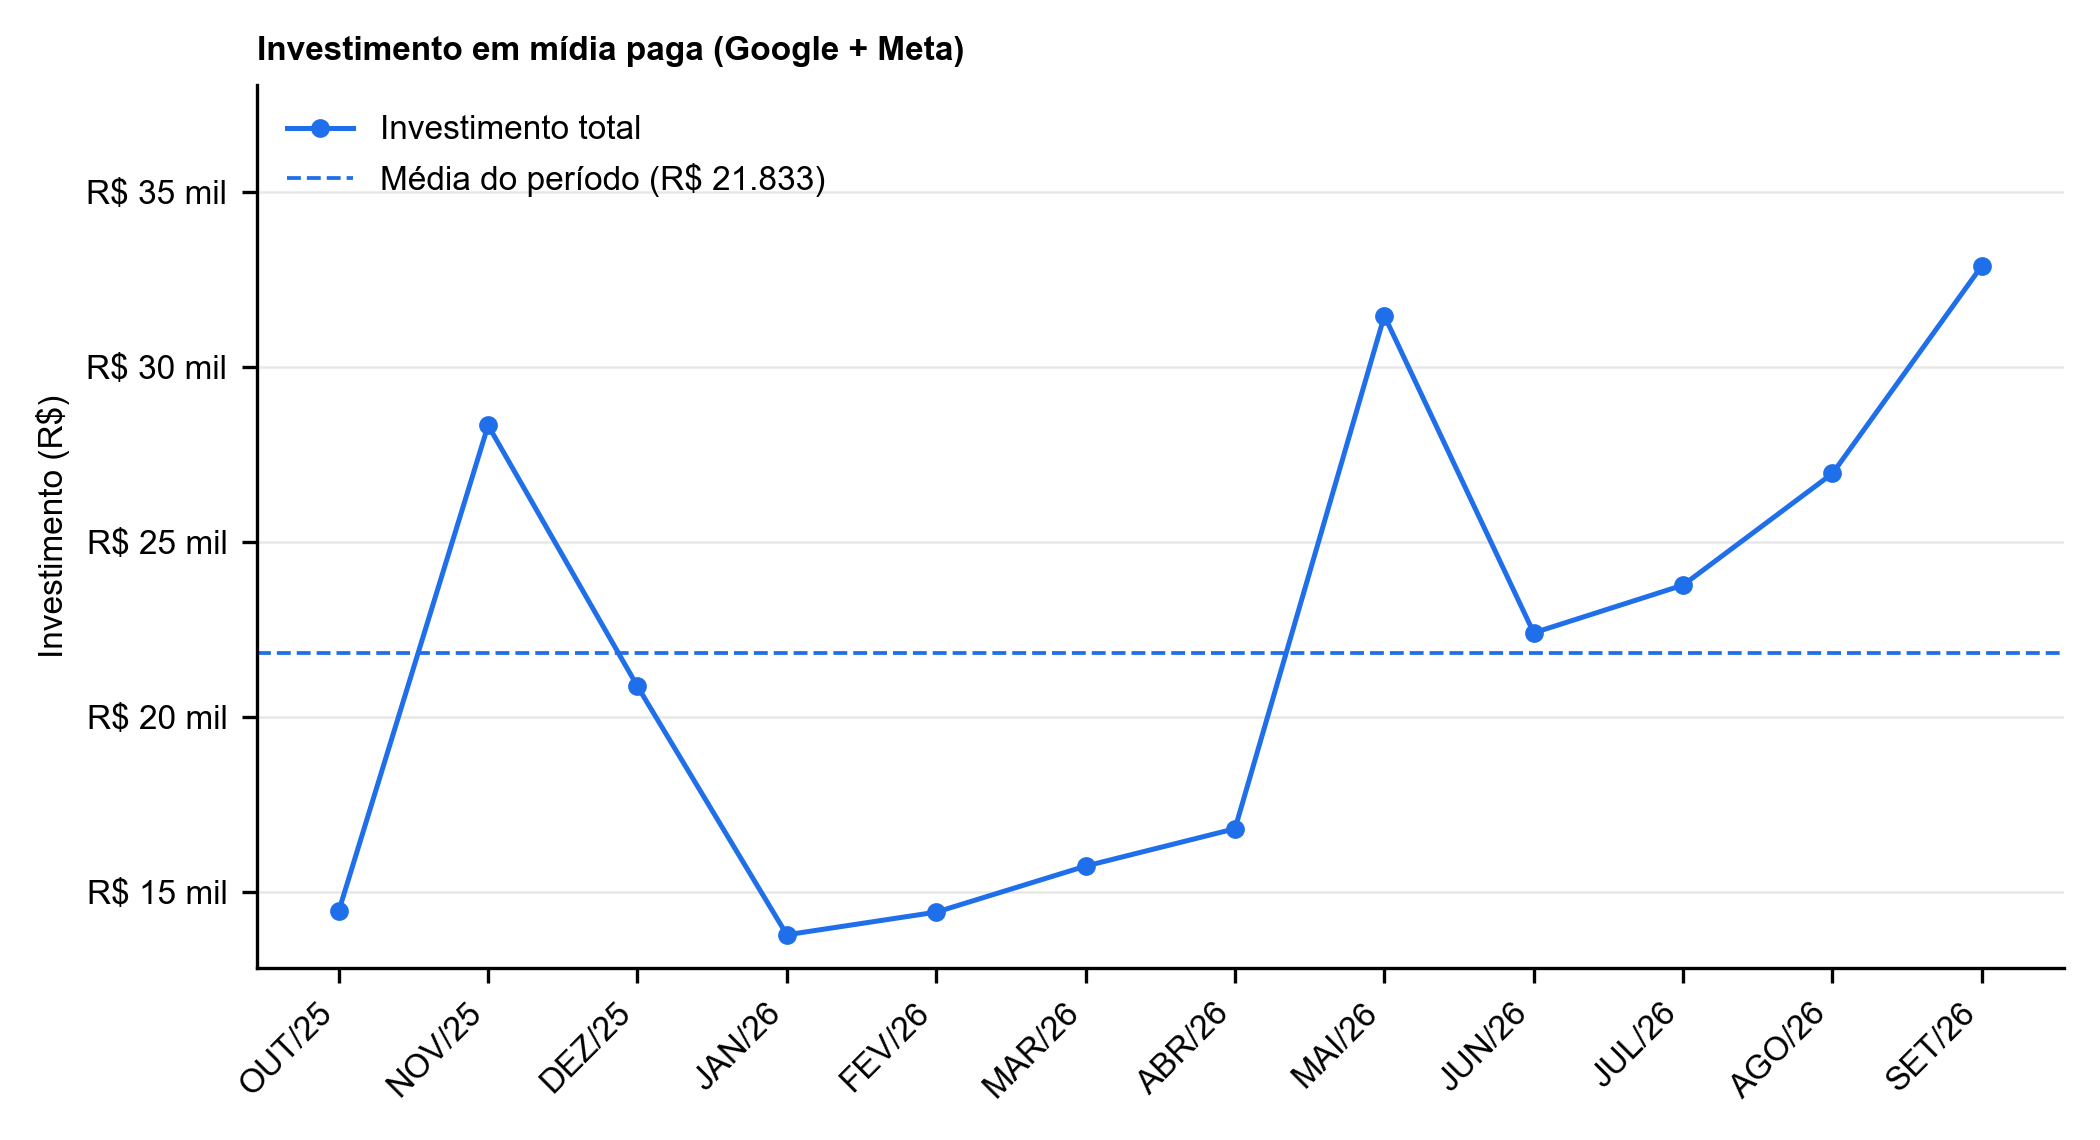 Investimento em mídia paga (Google + Meta)
Investimento total
Média do período (R$ 21.833)
R$ 35 mil
R$ 30 mil
R$ 25 mil
R$ 20 mil
R$ 15 mil
Investimento (R$)
OUT/25
NOV/25
DEZ/25
JAN/26
FEV/26
MAR/26
ABR/26
MAI/26
JUN/26
JUL/26
AGO/26
SET/26